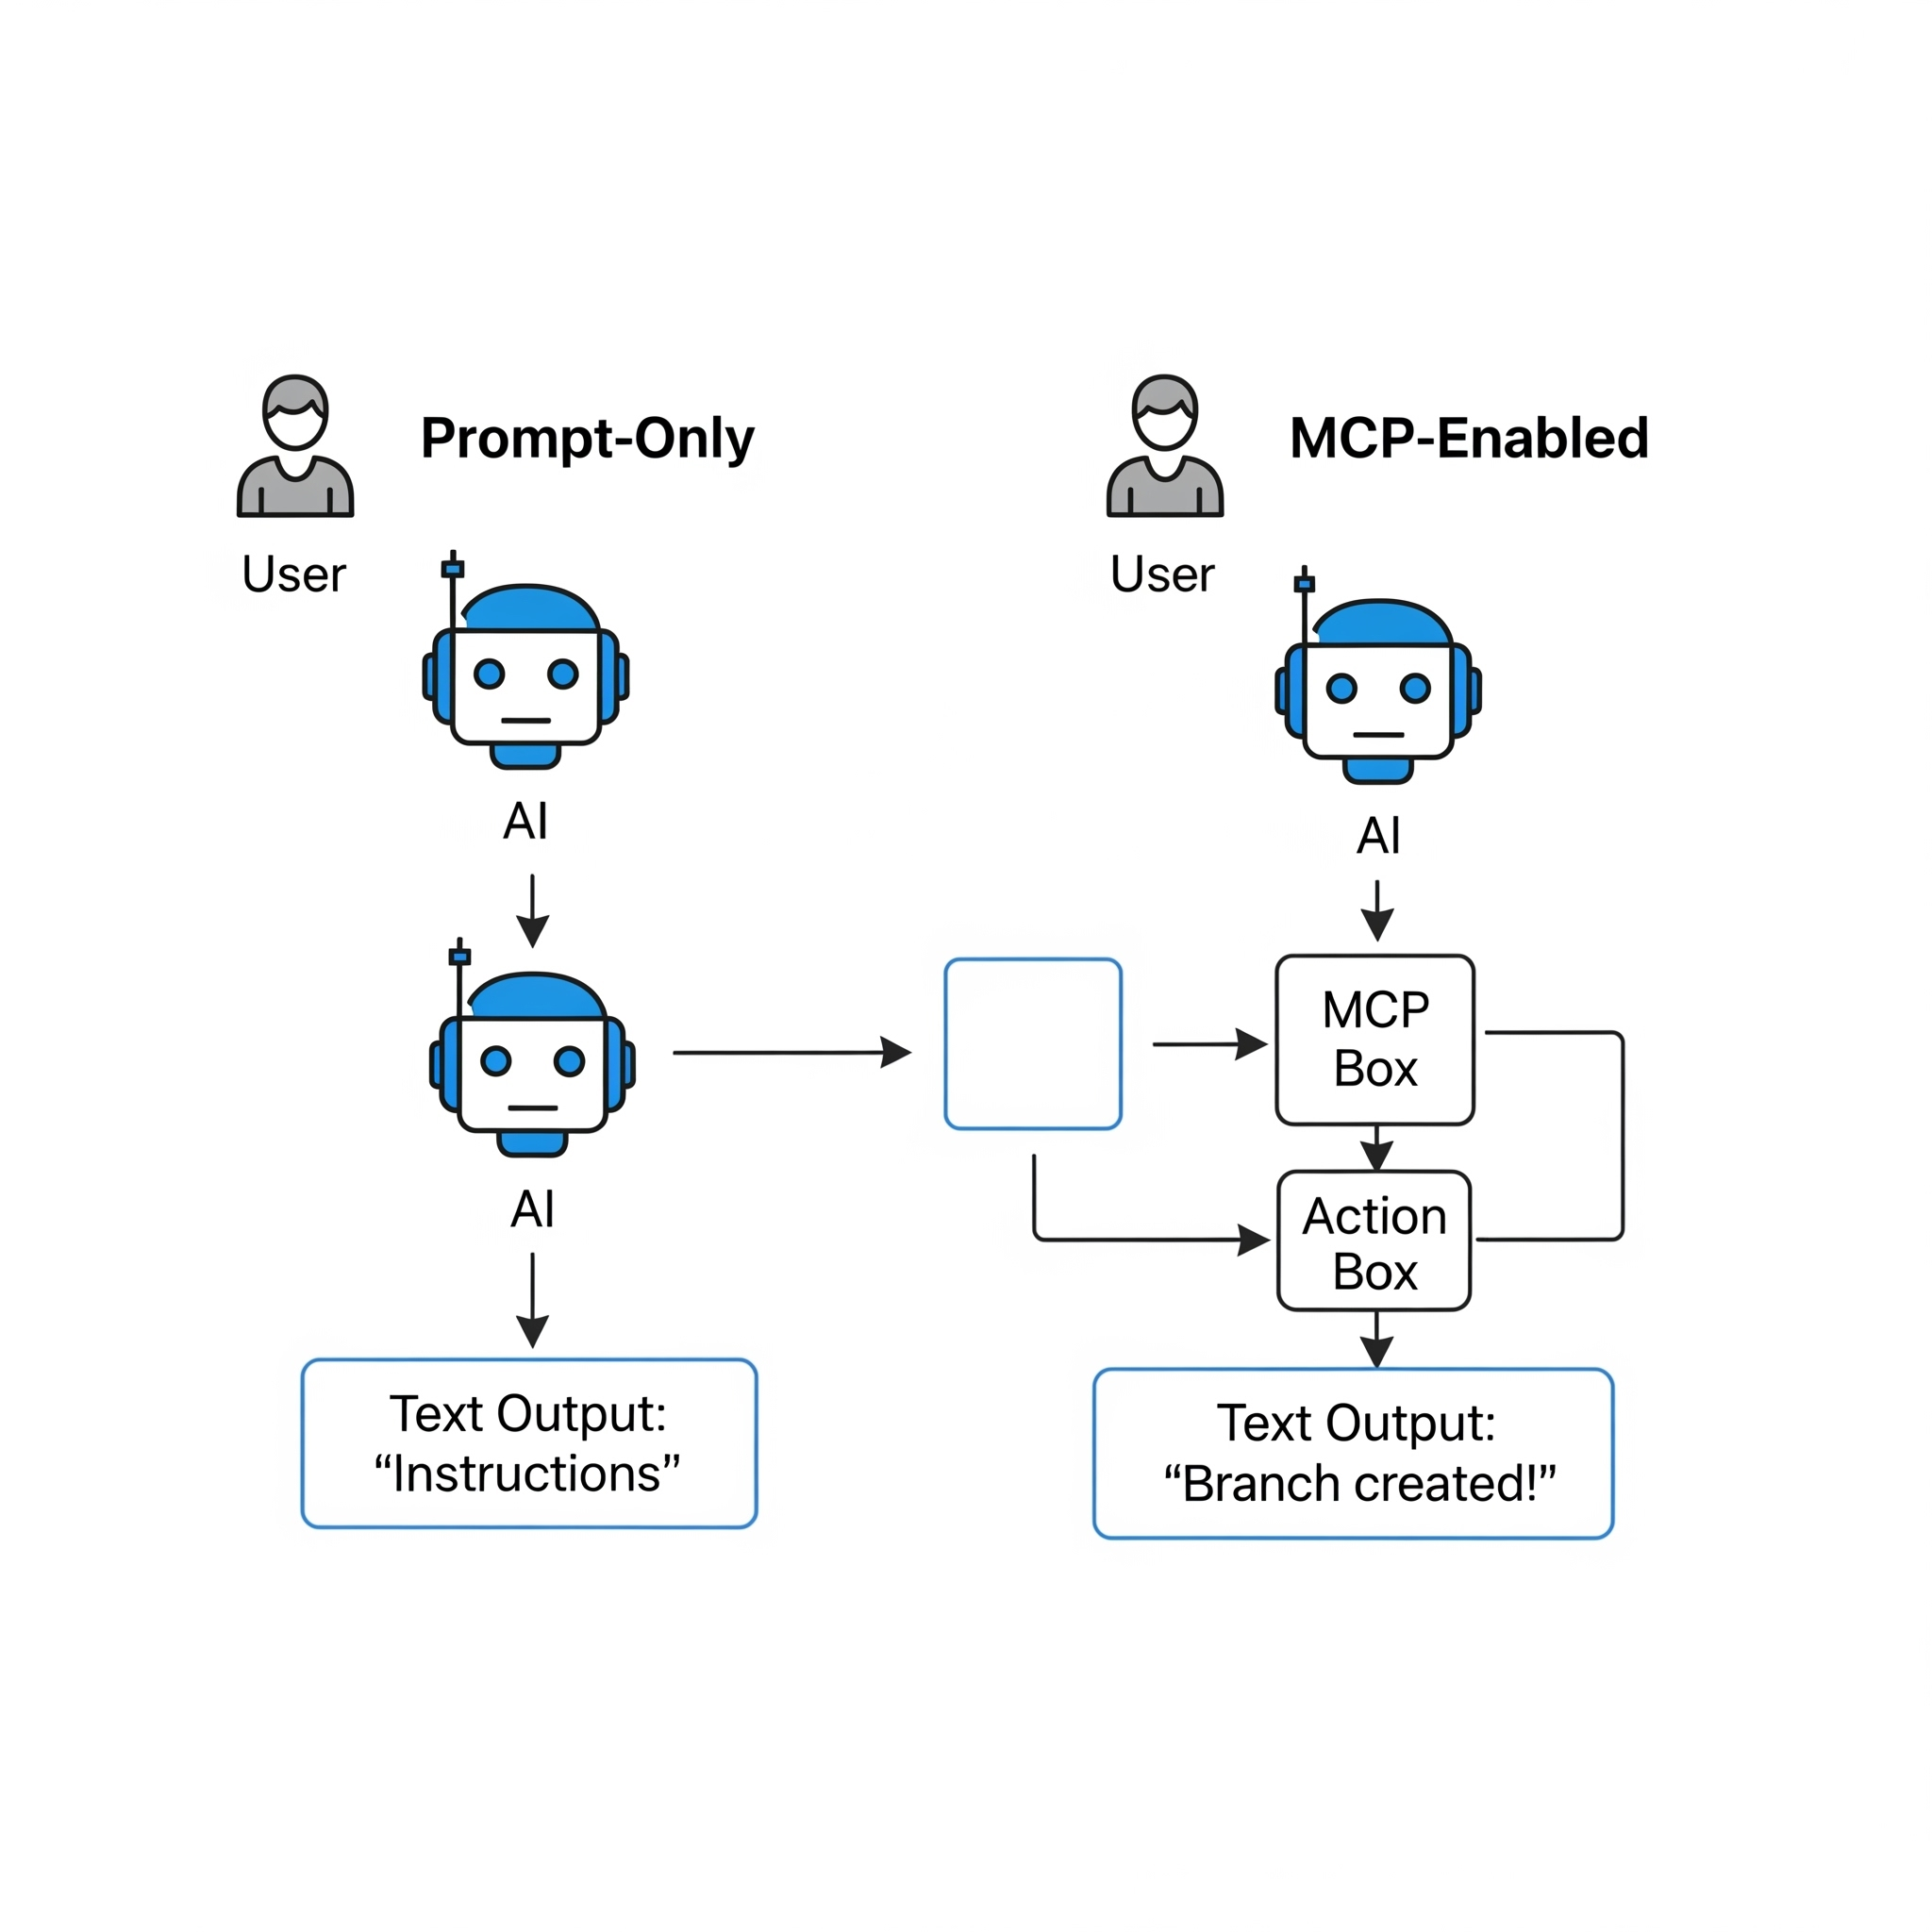 Prompt-Only
User
AI
AI
Text Output:
“Instructions”
MCP-Enabled
User
AI
MCP
Box
Action
Box
Text Output:
“Branch created!”